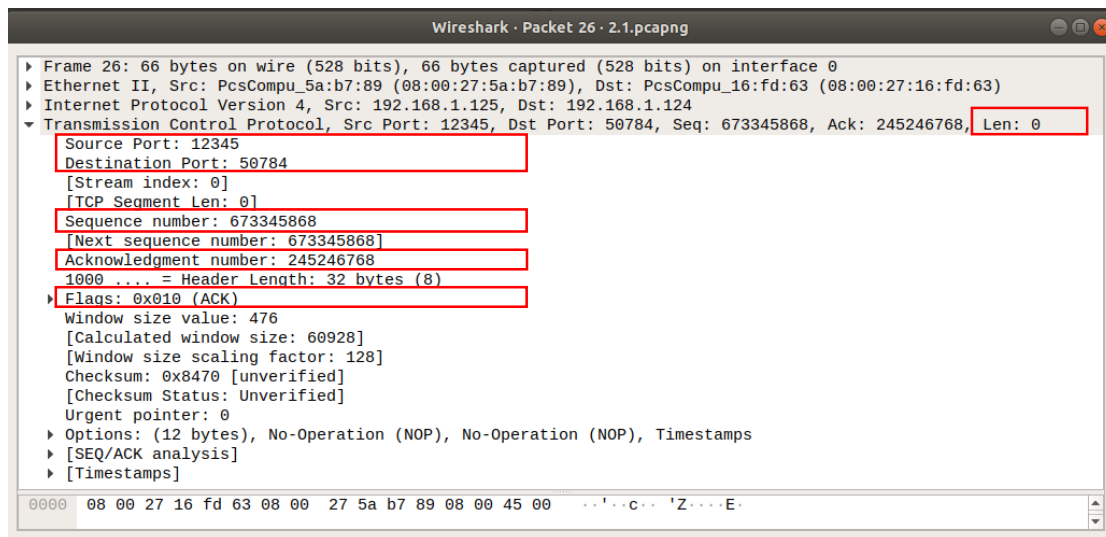 Wireshark · Packet 26 · 2.1.pcapng
Frame 26: 66 bytes on wire (528 bits), 66 bytes captured (528 bits) on interface 0
Ethernet II, Src: PcsCompu_5a:b7:89 (08:00:27:5a:b7:89), Dst: PcsCompu_16:fd:63 (08:00:27:16:fd:63)
Internet Protocol Version 4, Src: 192.168.1.125, Dst: 192.168.1.124
Transmission Control Protocol, Src Port: 12345, Dst Port: 50784, Seq: 673345868, Ack: 245246768, Len: 0
Source Port: 12345
Destination Port: 50784
[Stream index: 0]
[TCP Segment Len: 0]
Sequence number: 673345868
[Next sequence number: 673345868]
Acknowledgment number: 245246768
1000 .... = Header Length: 32 bytes (8)
Flags: 0x010 (ACK)
Window size value: 476
[Calculated window size: 60928]
[Window size scaling factor: 128]
Checksum: 0x8470 [unverified]
[Checksum Status: Unverified]
Urgent pointer: 0
Options: (12 bytes), No-Operation (NOP), No-Operation (NOP), Timestamps
[SEQ/ACK analysis]
[Timestamps]
0000 08 00 27 16 fd 63 08 00 27 5a b7 89 08 00 45 00 ··'··c·· 'Z····E·